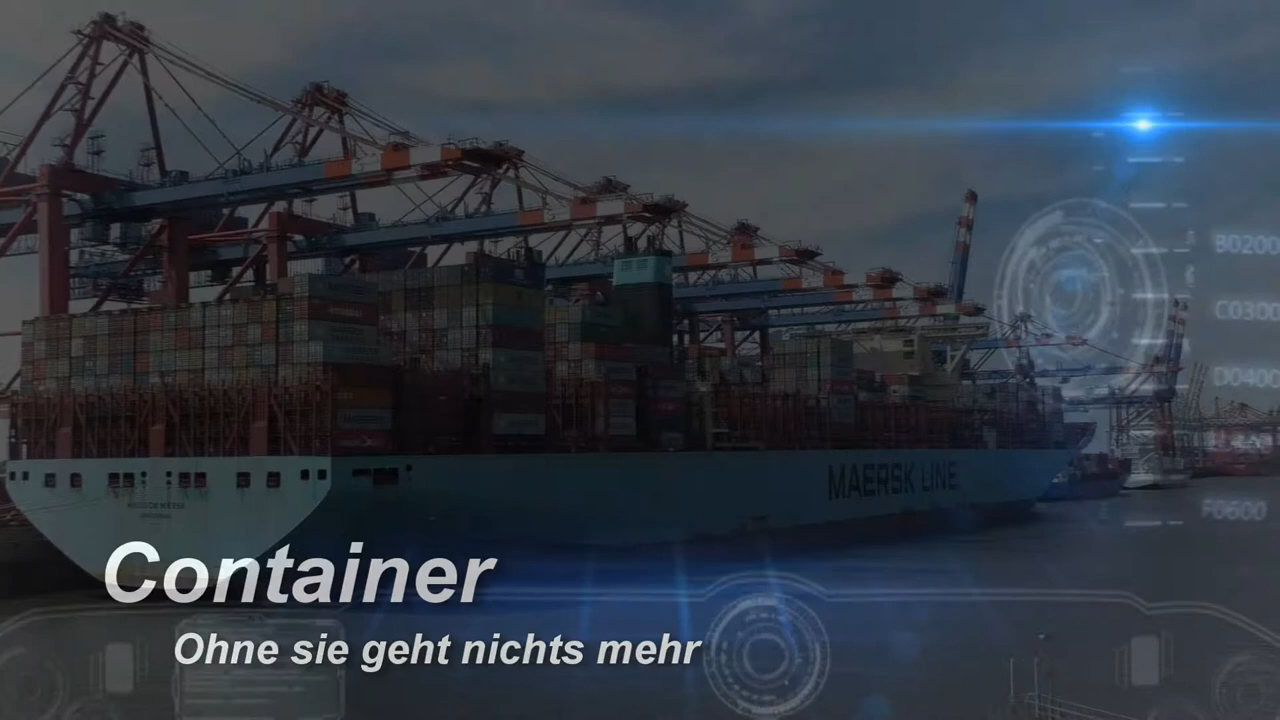 B0200
C0300
D0400
MAERSK LINE
F0600
Container
Ohne sie geht nichts mehr